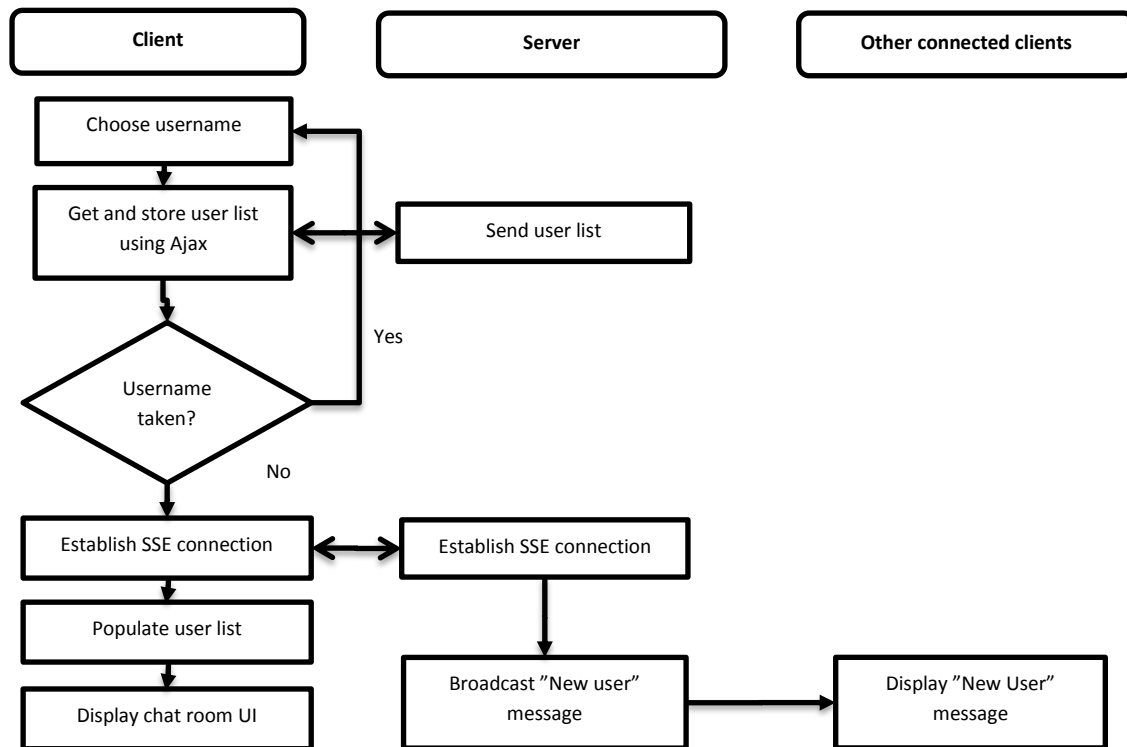 Client
Server
Other connected clients
Choose username
Get and store user list
using Ajax
Send user list
Yes
Username
taken?
No
Establish SSE connection
Establish SSE connection
Populate user list
Broadcast ”New user”
message
Display ”New User”
message
Display chat room UI